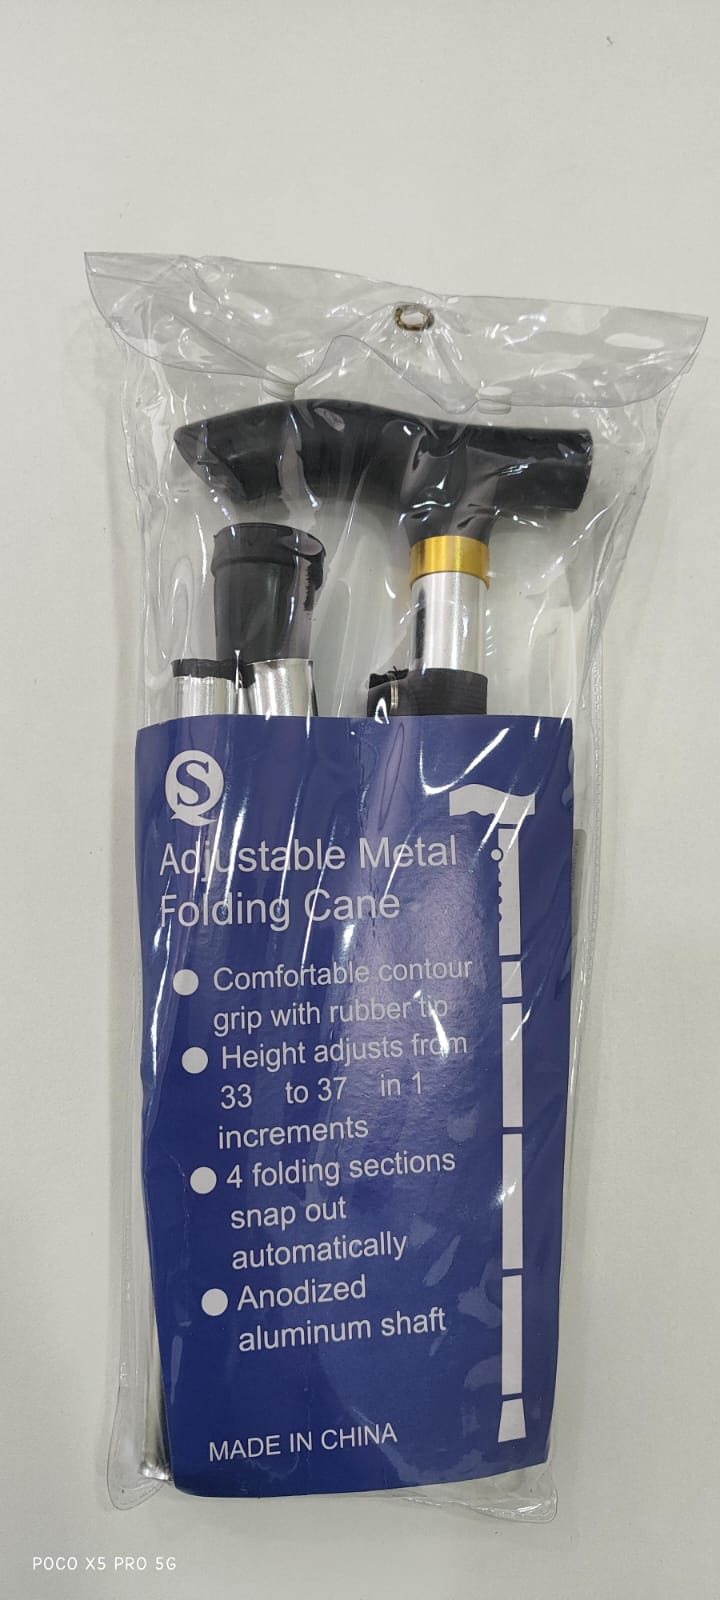 S
Adjustable Metal
Folding Cane
● Comfortable contour
grip with rubber tip
● Height adjusts from
33 to 37 in 1
increments
● 4 folding sections
snap out
automatically
● Anodized
aluminum shaft
MADE IN CHINA
POCO X5 PRO 5G